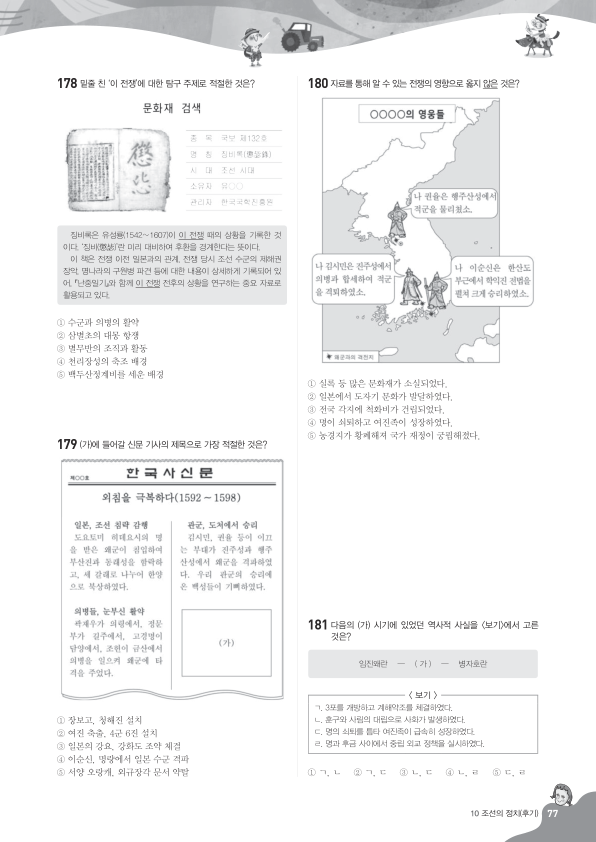 178 밑줄 친 '이 전쟁'에 대한 탐구 주제로 적절한 것은?
문화재 검색
종 목 국보 제132호
명 칭 징비록(懲毖錄)
시 대 조선 시대
소유자 유○○
관리자 한국국학진흥원
징비록은 유성룡(1542~1607)이 이 전쟁 때의 상황을 기록한 것
이다. '징비(懲毖)'란 미리 대비하여 후환을 경계한다는 뜻이다.
이 책은 전쟁 이전 일본과의 관계, 전쟁 당시 조선 수군의 제해권
장악, 명나라의 구원병 파견 등에 대한 내용이 상세하게 기록되어 있
어, 『난중일기』와 함께 이 전쟁 전후의 상황을 연구하는 중요 자료로
활용되고 있다.
① 수군과 의병의 활약
② 삼별초의 대몽 항쟁
③ 별무반의 조직과 활동
④ 천리장성의 축조 배경
⑤ 백두산정계비를 세운 배경
179 (가)에 들어갈 신문 기사의 제목으로 가장 적절한 것은?
제○○호
한국사신문
외침을 극복하다(1592 ~ 1598)
일본, 조선 침략 감행
도요토미 히데요시의 명
을 받은 왜군이 침입하여
부산진과 동래성을 함락하
고, 세 갈래로 나누어 한양
으로 북상하였다.
의병들, 눈부신 활약
곽재우가 의령에서, 정문
부가 길주에서, 고경명이
담양에서, 조헌이 금산에서
의병을 일으켜 왜군에 타
격을 주었다.
관군, 도처에서 승리
김시민, 권율 등이 이끄
는 부대가 진주성과 행주
산성에서 왜군을 격파하였
다. 우리 관군의 승리에
온 백성들이 기뻐하였다.
(가)
① 장보고, 청해진 설치
② 여진 축출, 4군 6진 설치
③ 일본의 강요, 강화도 조약 체결
④ 이순신, 명량에서 일본 수군 격파
⑤ 서양 오랑캐, 외규장각 문서 약탈
180 자료를 통해 알 수 있는 전쟁의 영향으로 옳지 않은 것은?
○○○○의 영웅들
나 권율은 행주산성에서
적군을 물리쳤소.
나 김시민은 진주성에서
의병과 합세하여 적군
을 격퇴하였소.
나 이순신은 한산도
부근에서 학익진 전법을
펼쳐 크게 승리하였소.
왜군과의 격전지
① 실록 등 많은 문화재가 소실되었다.
② 일본에서 도자기 문화가 발달하였다.
③ 전국 각지에 척화비가 건립되었다.
④ 명이 쇠퇴하고 여진족이 성장하였다.
⑤ 농경지가 황폐해져 국가 재정이 궁핍해졌다.
181 다음의 (가) 시기에 있었던 역사적 사실을 <보기>에서 고른
것은?
임진왜란 ― (가) ― 병자호란
< 보기 >
ㄱ. 3포를 개방하고 계해약조를 체결하였다.
ㄴ. 훈구와 사림의 대립으로 사화가 발생하였다.
ㄷ. 명의 쇠퇴를 틈타 여진족이 급속히 성장하였다.
ㄹ. 명과 후금 사이에서 중립 외교 정책을 실시하였다.
① ㄱ, ㄴ ② ㄱ, ㄷ ③ ㄴ, ㄷ ④ ㄴ, ㄹ ⑤ ㄷ, ㄹ
10 조선의 정치(후기) 77